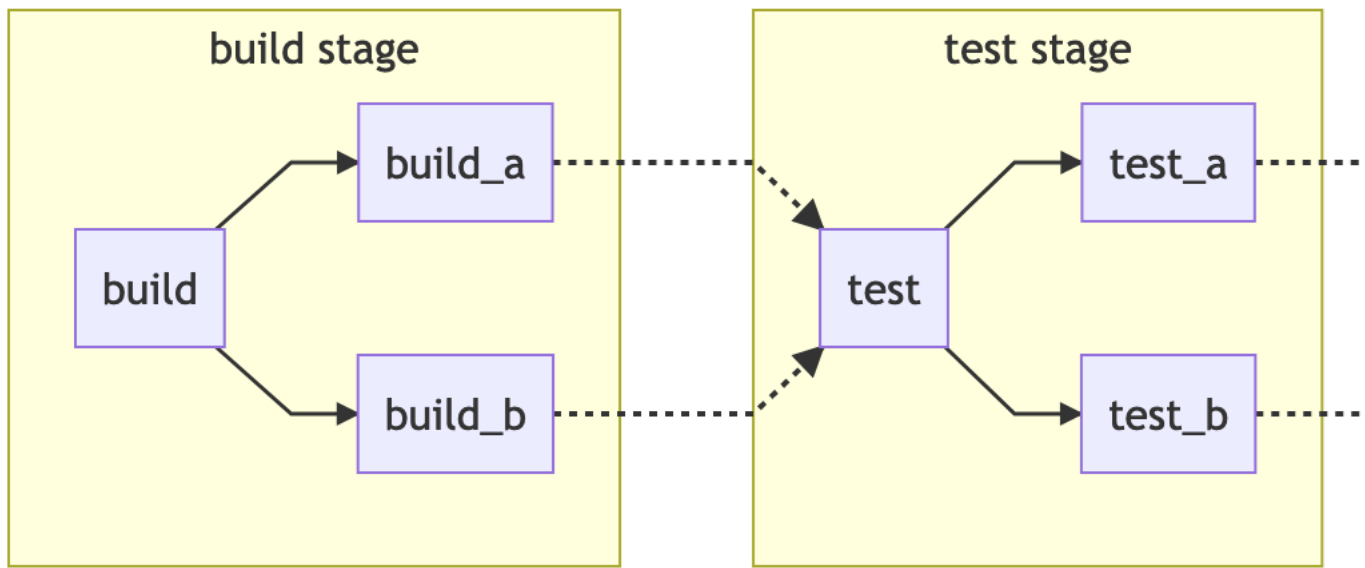 build stage
build
build_a
build_b
test stage
test
test_a
test_b